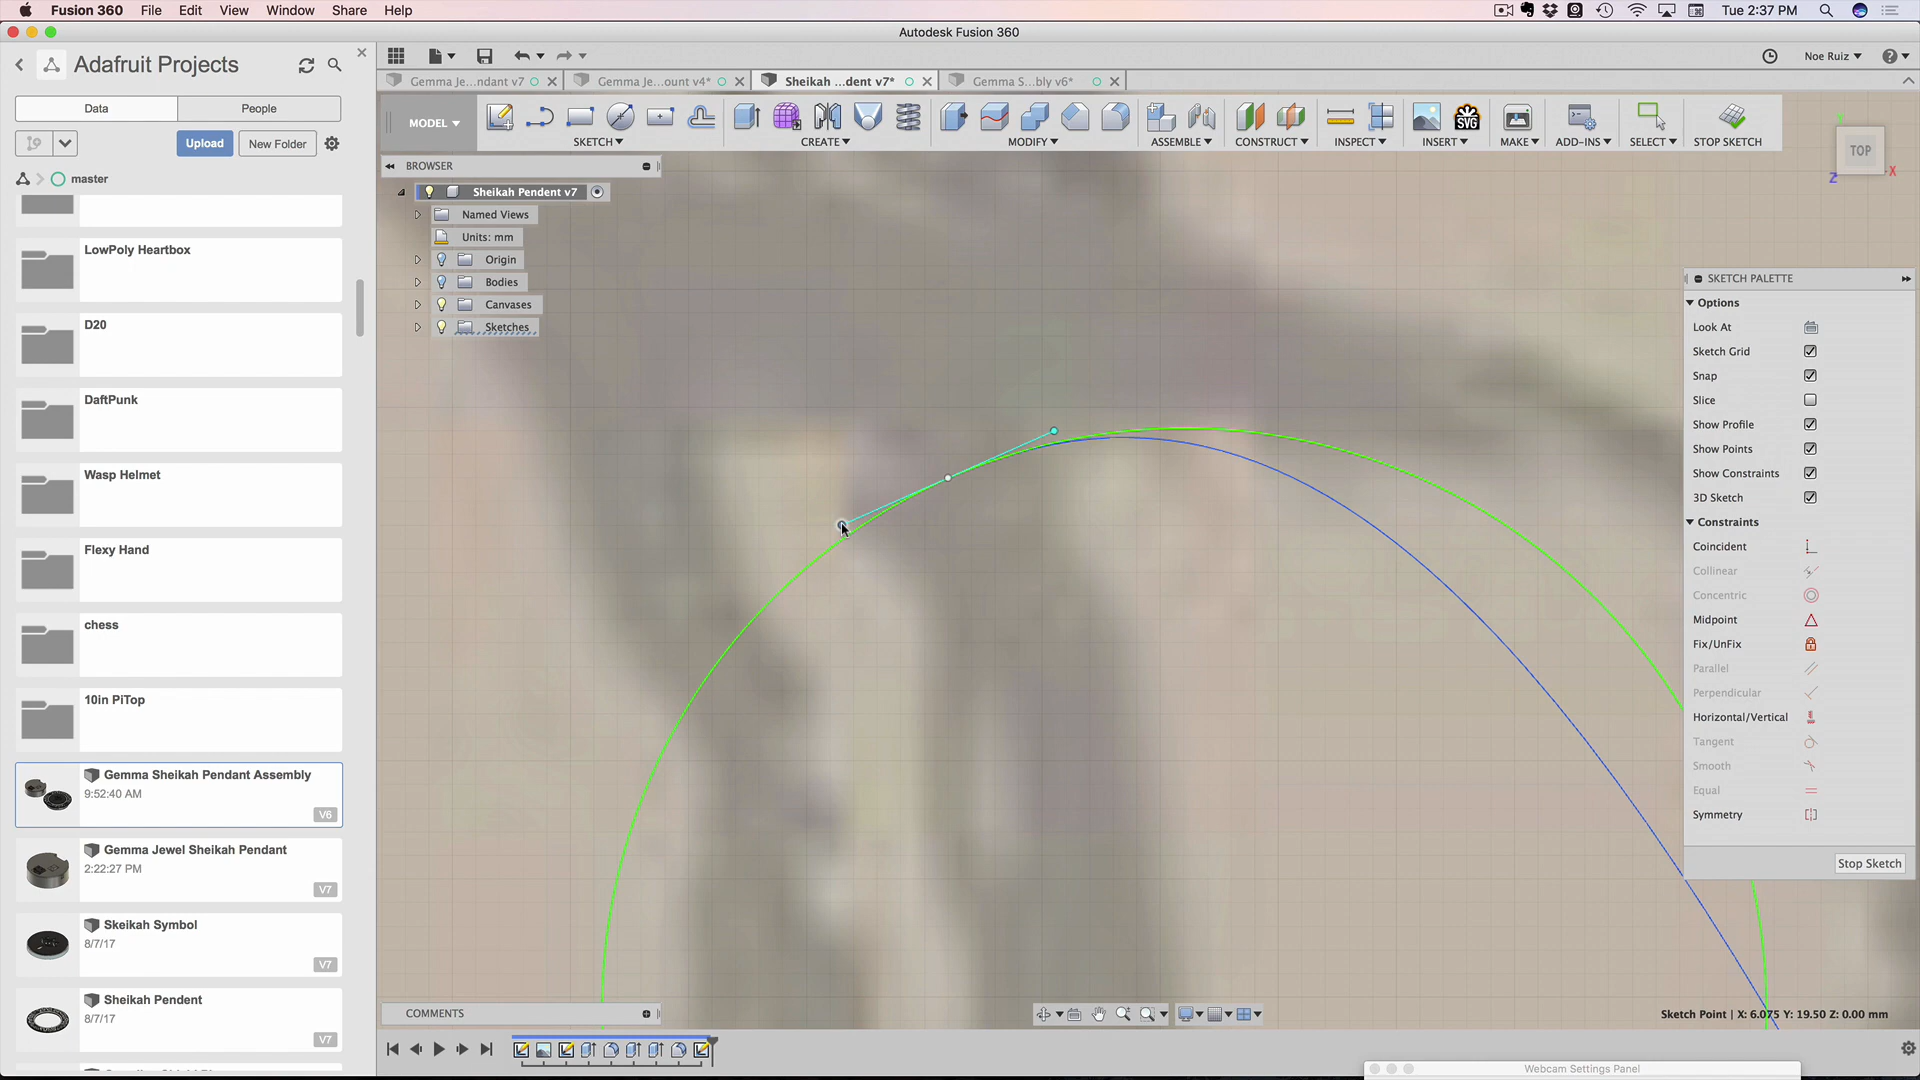 Fusion 360 File Edit View Window Share Help
Tue 2:37 PM
Autodesk Fusion 360
Adafruit Projects
Noe Ruiz
Gemma Je...ndant v7
Gemma Je...ount v4*
Sheikah ...dent v7*
Gemma S...bly v6*
Data People
MODEL
SKETCH
CREATE
MODIFY
ASSEMBLE
CONSTRUCT
INSPECT
INSERT
SVG
MAKE
ADD-INS
SELECT
STOP SKETCH
TOP
X
Z
Upload
New Folder
BROWSER
master
Sheikah Pendent v7
Named Views
Units: mm
Origin
Bodies
Canvases
Sketches
LowPoly Heartbox
D20
DaftPunk
Wasp Helmet
Flexy Hand
chess
10in PiTop
Gemma Sheikah Pendant Assembly
9:52:40 AM
V6
Gemma Jewel Sheikah Pendant
2:22:27 PM
V7
Skeikah Symbol
8/7/17
V7
Sheikah Pendent
8/7/17
V7
SKETCH PALETTE
Options
Look At
Sketch Grid
Snap
Slice
Show Profile
Show Points
Show Constraints
3D Sketch
Constraints
Coincident
Collinear
Concentric
Midpoint
Fix/UnFix
Parallel
Perpendicular
Horizontal/Vertical
Tangent
Smooth
Equal
Symmetry
Stop Sketch
COMMENTS
Sketch Point | X: 6.075 Y: 19.50 Z: 0.00 mm
Webcam Settings Panel